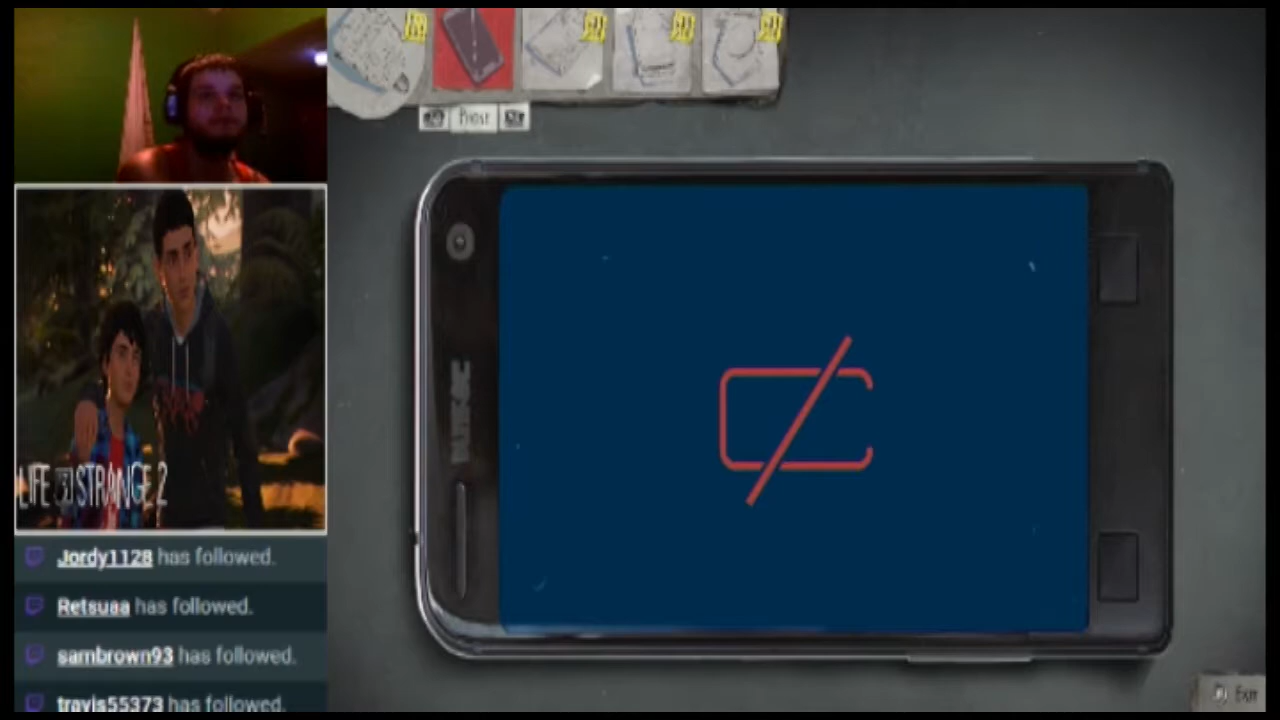 LIFE IS STRANGE 2
Jordy1128 has followed.
Retsuaa has followed.
sambrown93 has followed.
travis55373 has followed.
Exit